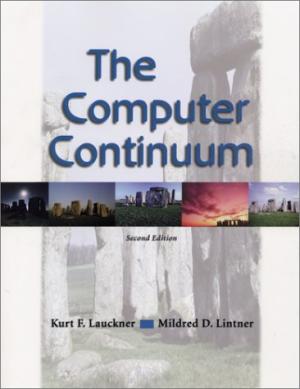 The
Computer
Continuum
Second Edition
Kurt F. Lauckner Mildred D. Lintner